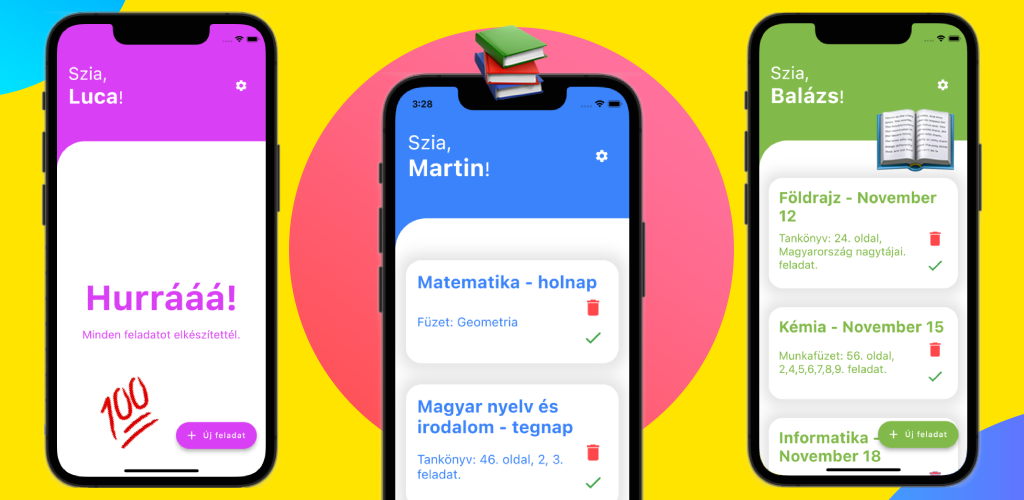 Szia,
Luca!
Hurrááá!
Minden feladatot elkészítettél.
100
+ Új feladat
3:28
Szia,
Martin!
Matematika - holnap
Füzet: Geometria
Magyar nyelv és
irodalom - tegnap
Tankönyv: 46. oldal, 2, 3.
feladat.
Szia,
Balázs!
Földrajz - November
12
Tankönyv: 24. oldal,
Magyarország nagytájai.
feladat.
Kémia - November 15
Munkafüzet: 56. oldal,
2,4,5,6,7,8,9. feladat.
Informatika -
November 18
+ Új feladat